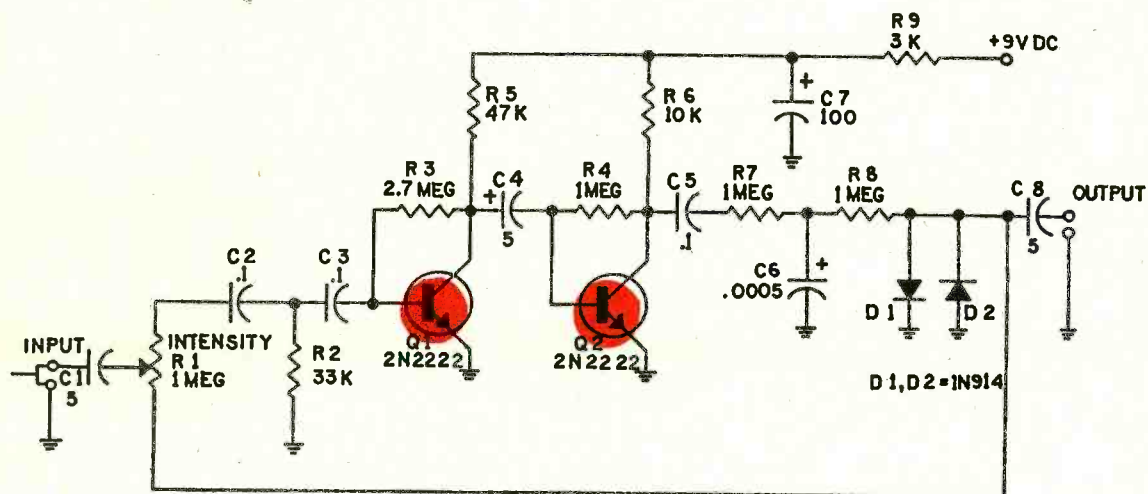 R9
3K
+9VDC
R5
47K
R6
10K
+
C7
100
R3
2.7 MEG
+
C4
5
R4
1MEG
C5
.1
R7
1MEG
R8
1MEG
C8
5
OUTPUT
C2
.1
C3
.1
C6
.0005
+
D1
D2
INPUT
C1
5
INTENSITY
R1
1MEG
R2
33K
Q1
2N2222
Q2
2N2222
D1,D2=1N914